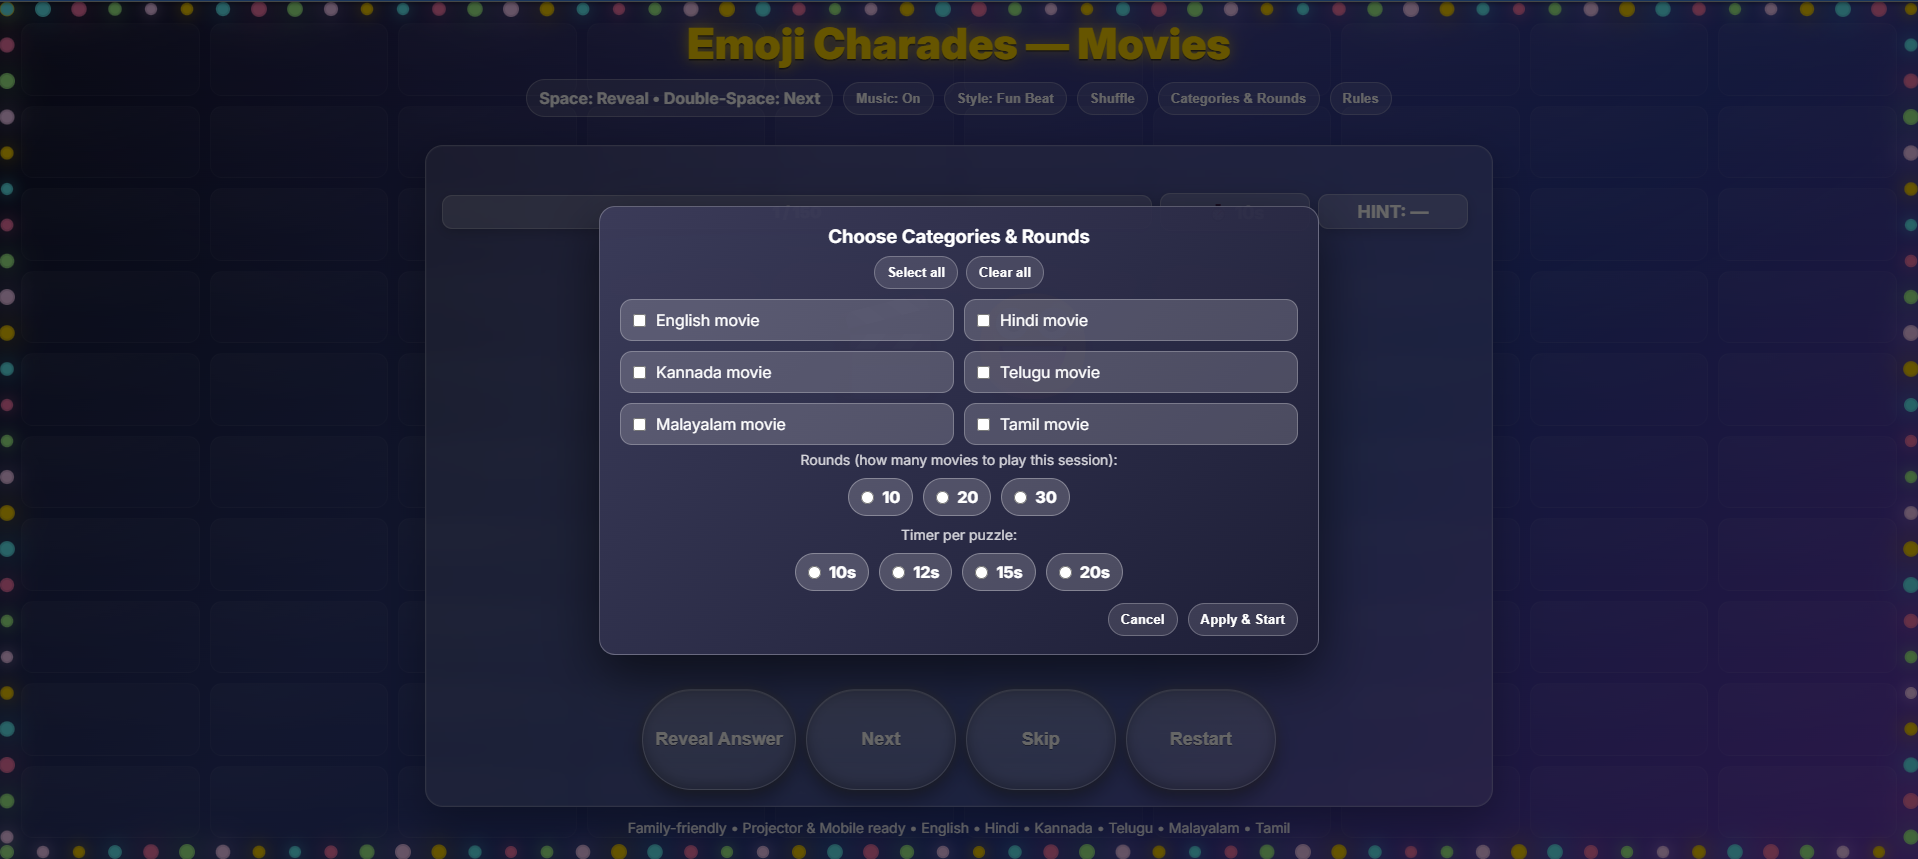 Emoji Charades — Movies
Space: Reveal • Double-Space: Next
Music: On
Style: Fun Beat
Shuffle
Categories & Rounds
Rules
HINT: —
Choose Categories & Rounds
Select all
Clear all
English movie
Hindi movie
Kannada movie
Telugu movie
Malayalam movie
Tamil movie
Rounds (how many movies to play this session):
10
20
30
Timer per puzzle:
10s
12s
15s
20s
Cancel
Apply & Start
Reveal Answer
Next
Skip
Restart
Family-friendly • Projector & Mobile ready • English • Hindi • Kannada • Telugu • Malayalam • Tamil